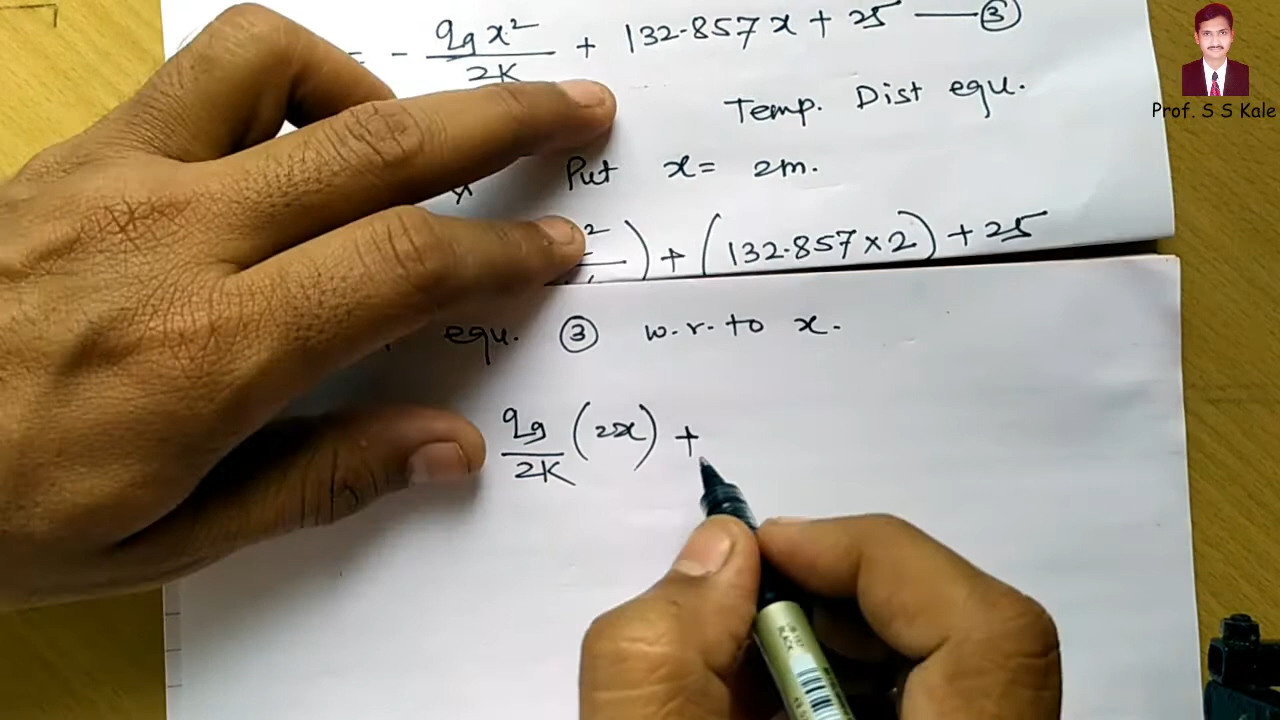 = - qg x² / 2K + 132.857 x + 25 — ③
Temp. Dist equ.
Put x = 2m.
² ) + ( 132.857 × 2 ) + 25
equ. ③ w.r. to x.
qg / 2K (2x) +
Prof. S S Kale